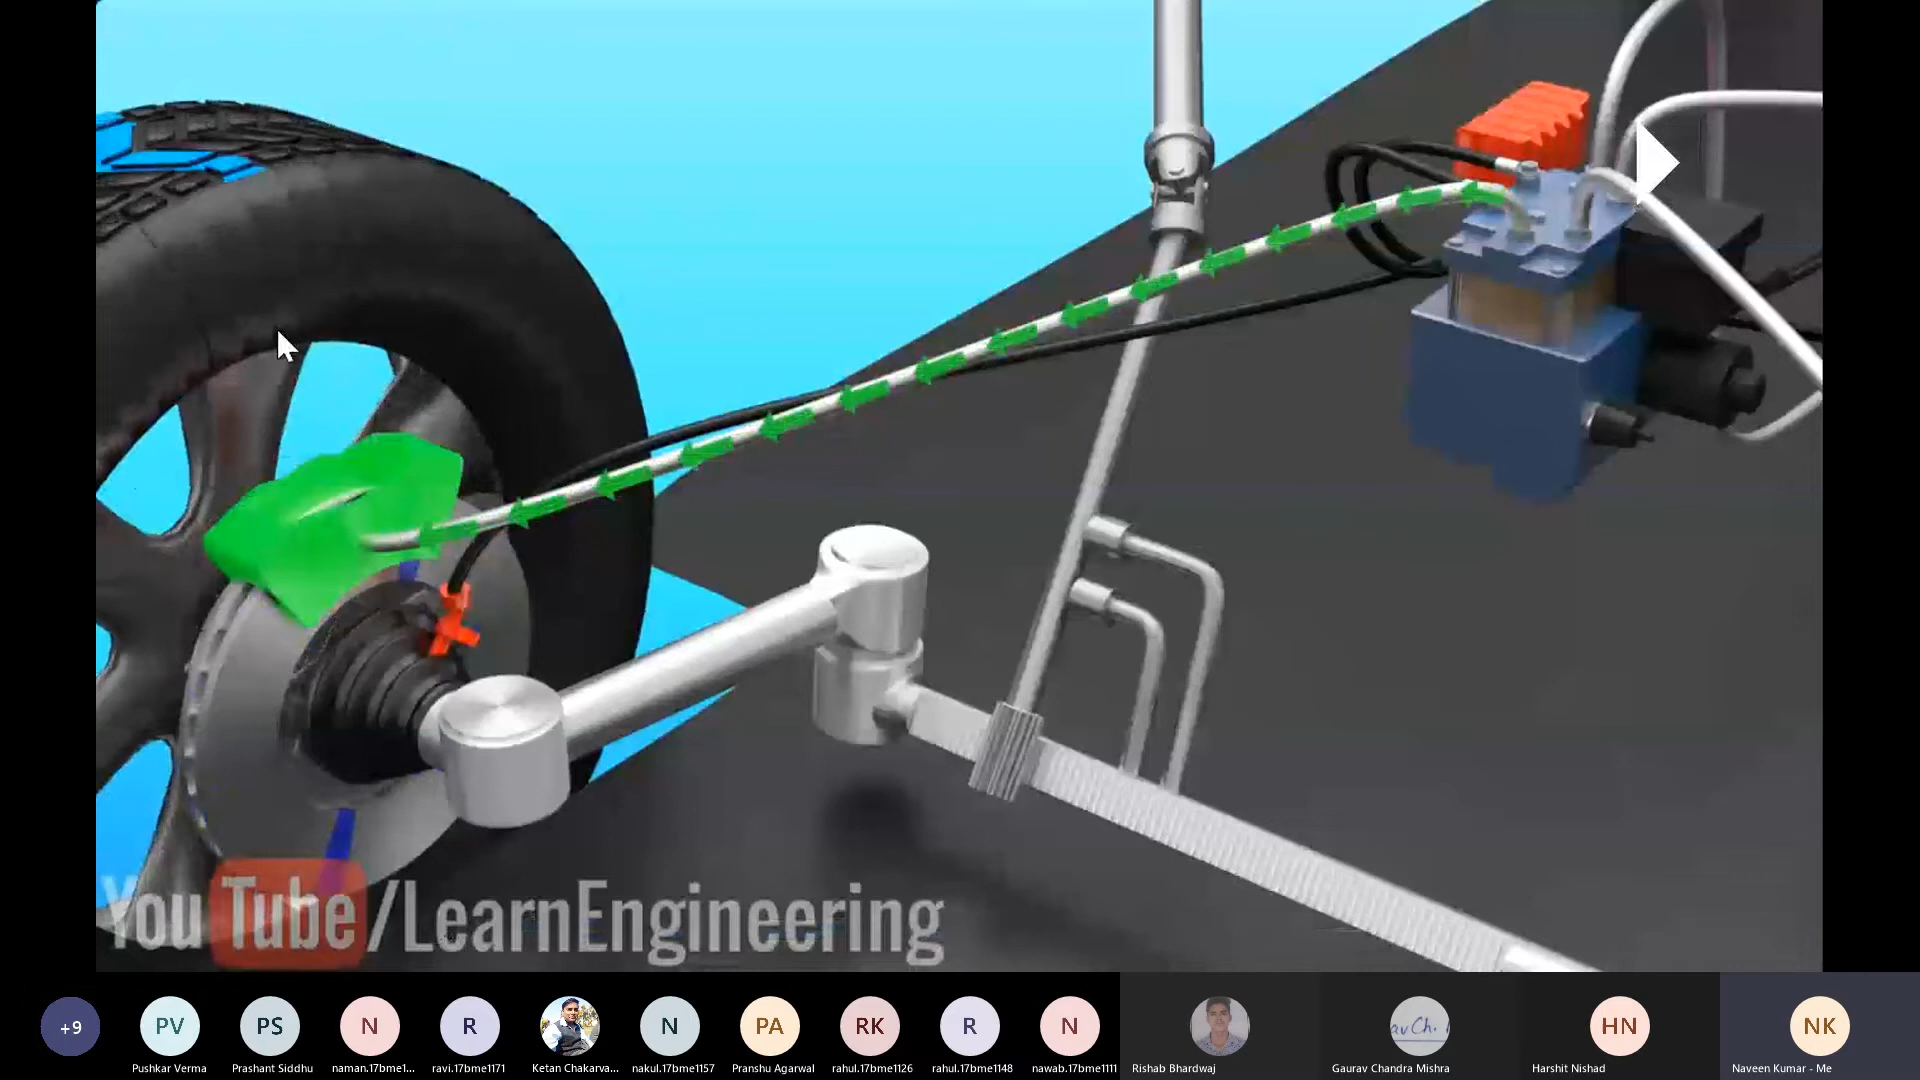 YouTube/LearnEngineering
+9
PV
PS
N
R
N
PA
RK
R
N
avCh.
HN
NK
Pushkar Verma
Prashant Siddhu
naman.17bme1...
ravi.17bme1171
Ketan Chakarva...
nakul.17bme1157
Pranshu Agarwal
rahul.17bme1126
rahul.17bme1148
nawab.17bme1111
Rishab Bhardwaj
Gaurav Chandra Mishra
Harshit Nishad
Naveen Kumar - Me